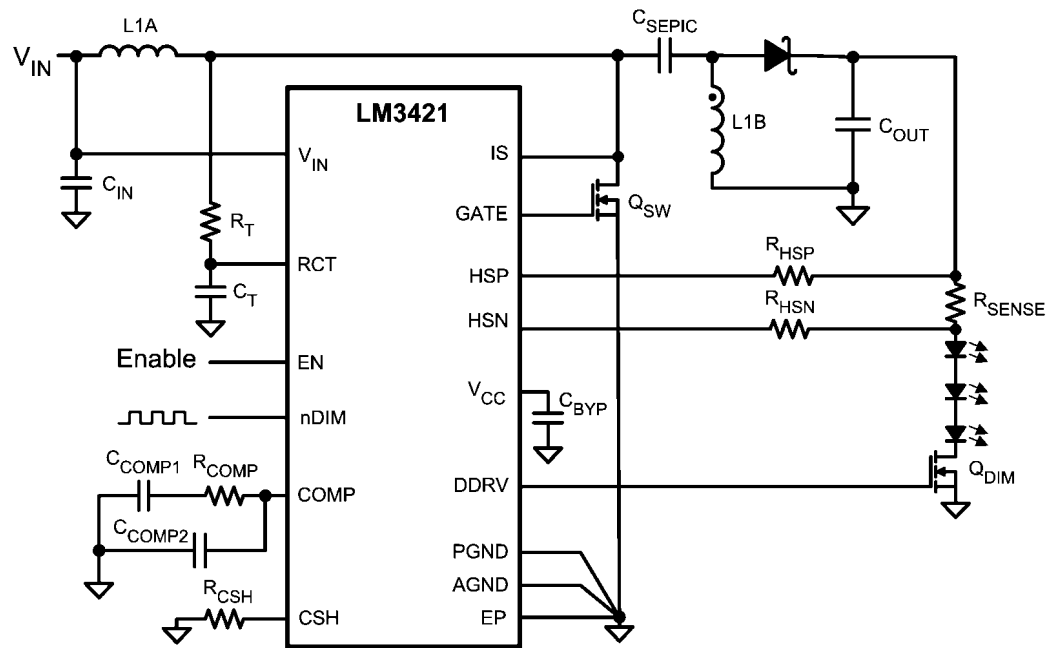 L1A
CSEPIC
VIN
LM3421
L1B
COUT
VIN
IS
CIN
GATE
QSW
RT
RHSP
RCT
HSP
CT
RHSN
HSN
RSENSE
Enable
EN
VCC
CBYP
nDIM
CCOMP1
RCOMP
COMP
DDRV
QDIM
CCOMP2
PGND
AGND
RCSH
CSH
EP